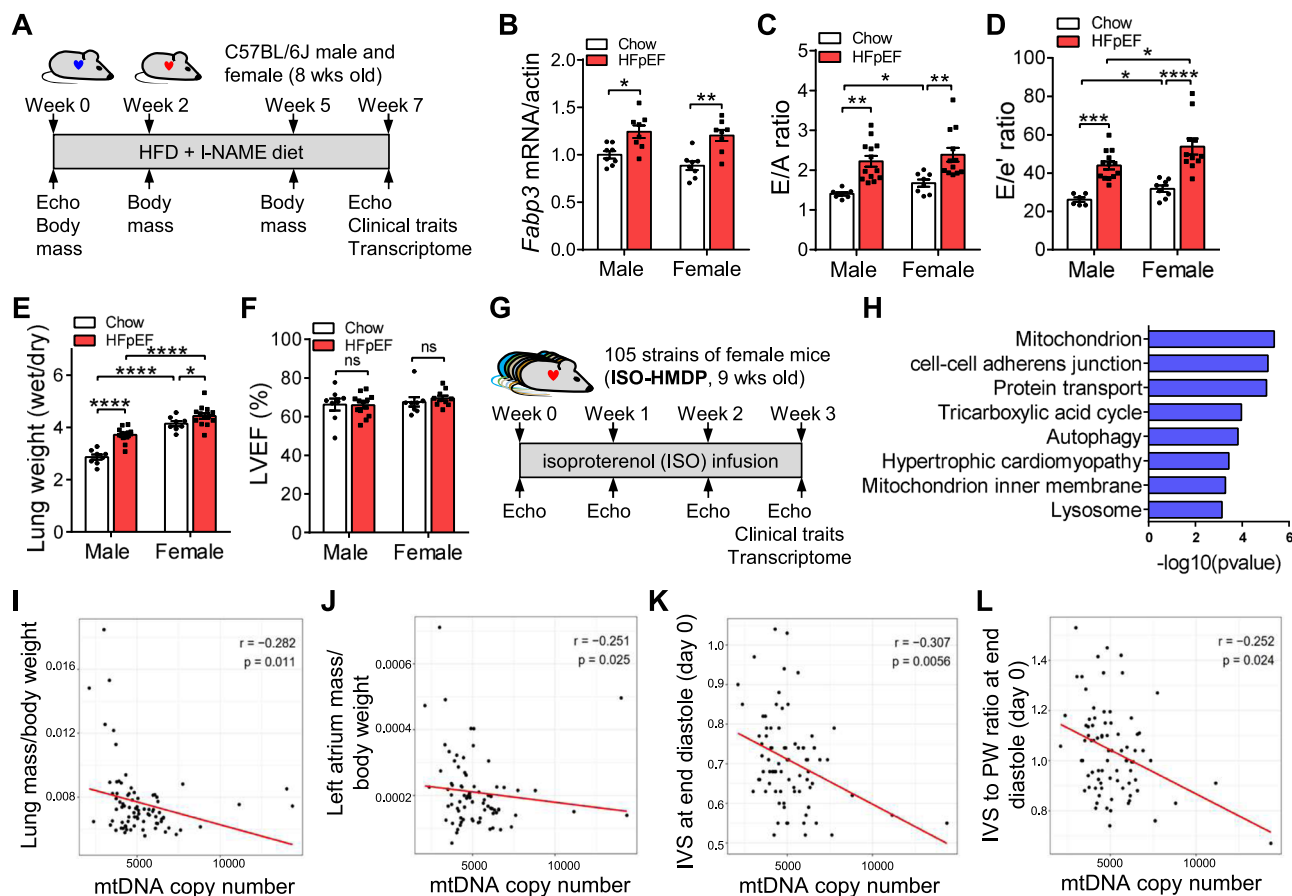 A
C57BL/6J male and
female (8 wks old)
Week 0
Week 2
Week 5
Week 7
HFD + l-NAME diet
Echo
Body
mass
Body
mass
Body
mass
Echo
Clinical traits
Transcriptome
B
Chow
HFpEF
Fabp3 mRNA/actin
2.0
1.5
1.0
0.5
0.0
*
**
Male
Female
C
Chow
HFpEF
E/A ratio
5
4
3
2
1
0
*
**
**
Male
Female
D
Chow
HFpEF
E/e' ratio
100
80
60
40
20
0
*
*
****
***
Male
Female
E
Chow
HFpEF
Lung weight (wet/dry)
6
4
2
0
****
****
*
****
Male
Female
F
Chow
HFpEF
LVEF (%)
100
80
60
40
20
0
ns
ns
Male
Female
G
105 strains of female mice
(ISO-HMDP, 9 wks old)
Week 0
Week 1
Week 2
Week 3
isoproterenol (ISO) infusion
Echo
Echo
Echo
Echo
Clinical traits
Transcriptome
H
Mitochondrion
cell-cell adherens junction
Protein transport
Tricarboxylic acid cycle
Autophagy
Hypertrophic cardiomyopathy
Mitochondrion inner membrane
Lysosome
0
2
4
6
-log10(pvalue)
I
Lung mass/body weight
0.016
0.012
0.008
r = −0.282
p = 0.011
5000
10000
mtDNA copy number
J
Left atrium mass/
body weight
0.0006
0.0004
0.0002
r = −0.251
p = 0.025
5000
10000
mtDNA copy number
K
IVS at end diastole (day 0)
1.0
0.9
0.8
0.7
0.6
0.5
r = −0.307
p = 0.0056
5000
10000
mtDNA copy number
L
IVS to PW ratio at end
diastole (day 0)
1.4
1.2
1.0
0.8
r = −0.252
p = 0.024
5000
10000
mtDNA copy number